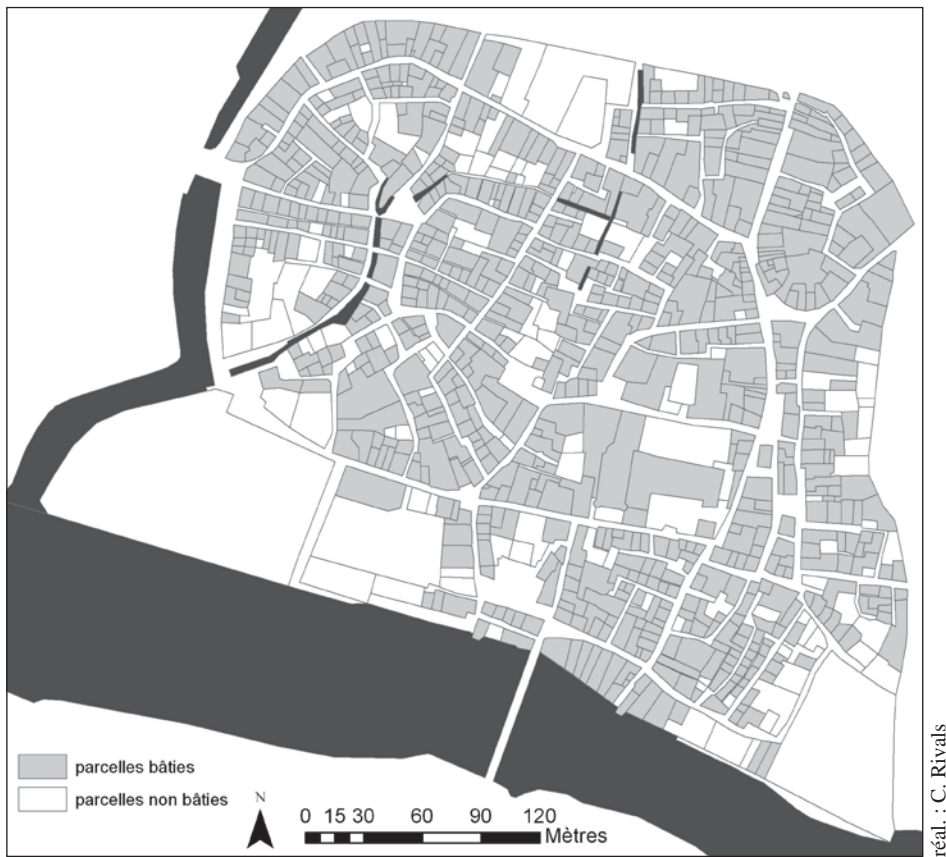 parcelles bâties
parcelles non bâties
N
0 15 30 60 90 120
Mètres
réal. : C. Rivals